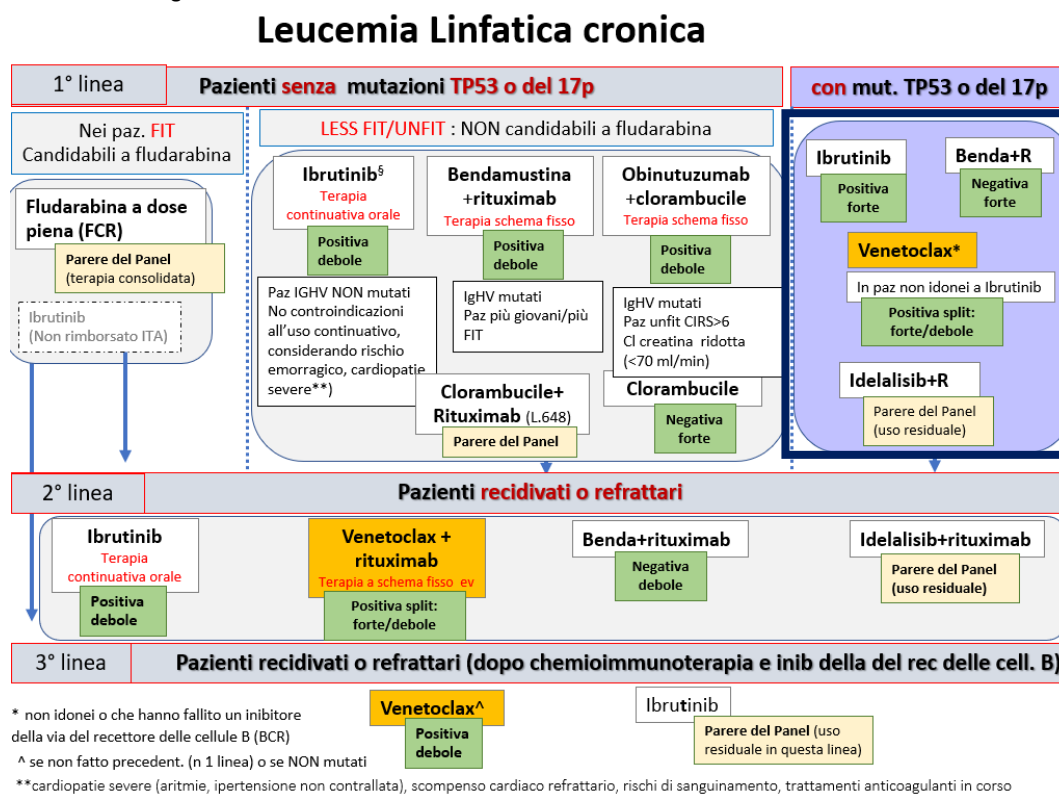 Leucemia Linfatica cronica
1° linea
Pazienti senza mutazioni TP53 o del 17p
con mut. TP53 o del 17p
Nei paz. FIT
Candidabili a fludarabina
LESS FIT/UNFIT : NON candidabili a fludarabina
Fludarabina a dose
piena (FCR)
Parere del Panel
(terapia consolidata)
Ibrutinib
(Non rimborsato ITA)
Ibrutinib§
Terapia
continuativa orale
Positiva
debole
Paz IGHV NON mutati
No controindicazioni
all'uso continuativo,
considerando rischio
emorragico, cardiopatie
severe**)
Bendamustina
+rituximab
Terapia schema fisso
Positiva
debole
IgHV mutati
Paz più giovani/più
FIT
Obinutuzumab
+clorambucile
Terapia schema fisso
Positiva
debole
IgHV mutati
Paz unfit CIRS>6
Cl creatina ridotta
(<70 ml/min)
Clorambucile+
Rituximab (L.648)
Parere del Panel
Clorambucile
Negativa
forte
Ibrutinib
Positiva
forte
Benda+R
Negativa
forte
Venetoclax*
In paz non idonei a Ibrutinib
Positiva split:
forte/debole
Idelalisib+R
Parere del Panel
(uso residuale)
2° linea
Pazienti recidivati o refrattari
Ibrutinib
Terapia
continuativa orale
Positiva
debole
Venetoclax +
rituximab
Terapia a schema fisso ev
Positiva split:
forte/debole
Benda+rituximab
Negativa
debole
Idelalisib+rituximab
Parere del Panel
(uso residuale)
3° linea
Pazienti recidivati o refrattari (dopo chemioimmunoterapia e inib della del rec delle cell. B)
Venetoclax^
Positiva
debole
Ibrutinib
Parere del Panel (uso
residuale in questa linea)
* non idonei o che hanno fallito un inibitore
della via del recettore delle cellule B (BCR)
^ se non fatto precedent. (n 1 linea) o se NON mutati
**cardiopatie severe (aritmie, ipertensione non contrallata), scompenso cardiaco refrattario, rischi di sanguinamento, trattamenti anticoagulanti in corso